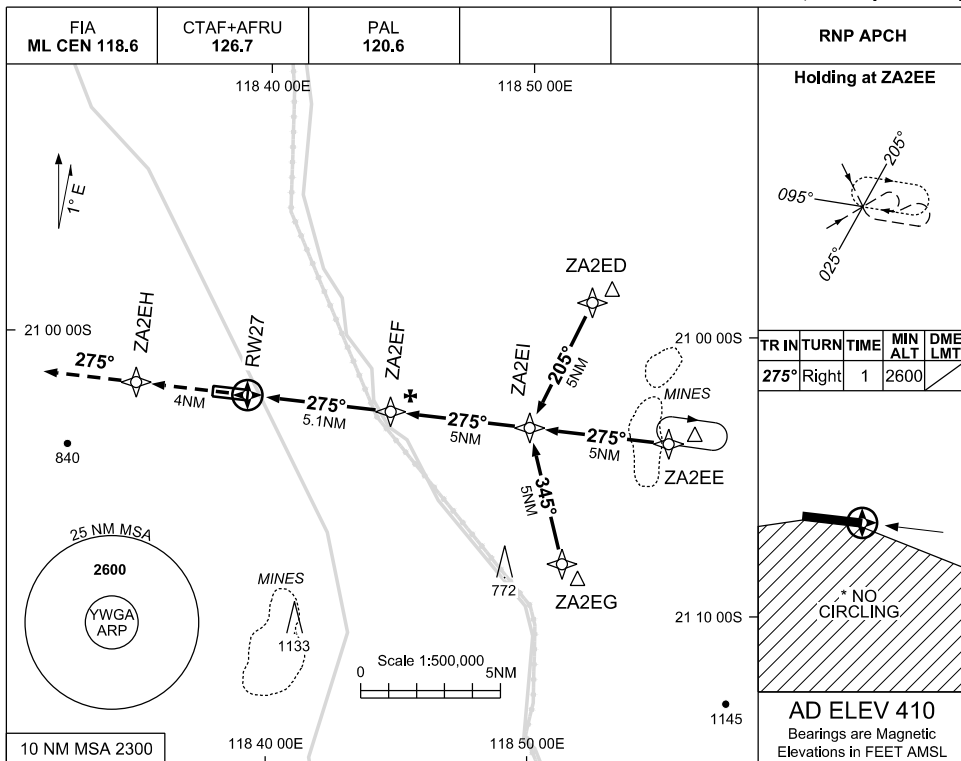 FIA
ML CEN 118.6
CTAF+AFRU
126.7
PAL
120.6
RNP APCH
118 40 00E
118 50 00E
Holding at ZA2EE
205°
095°
025°
1° E
ZA2ED
21 00 00S
ZA2EH
RW27
ZA2EF
ZA2EI
205°
5NM
21 00 00S
TR IN
TURN
TIME
MIN ALT
DME LMT
275°
Right
1
2600
275°
4NM
275°
5.1NM
275°
5NM
275°
5NM
MINES
ZA2EE
840
345°
5NM
25 NM MSA
2600
YWGA
ARP
MINES
1133
772
ZA2EG
* NO
CIRCLING
21 10 00S
Scale 1:500,000
0
5NM
1145
AD ELEV 410
Bearings are Magnetic
Elevations in FEET AMSL
10 NM MSA 2300
118 40 00E
118 50 00E